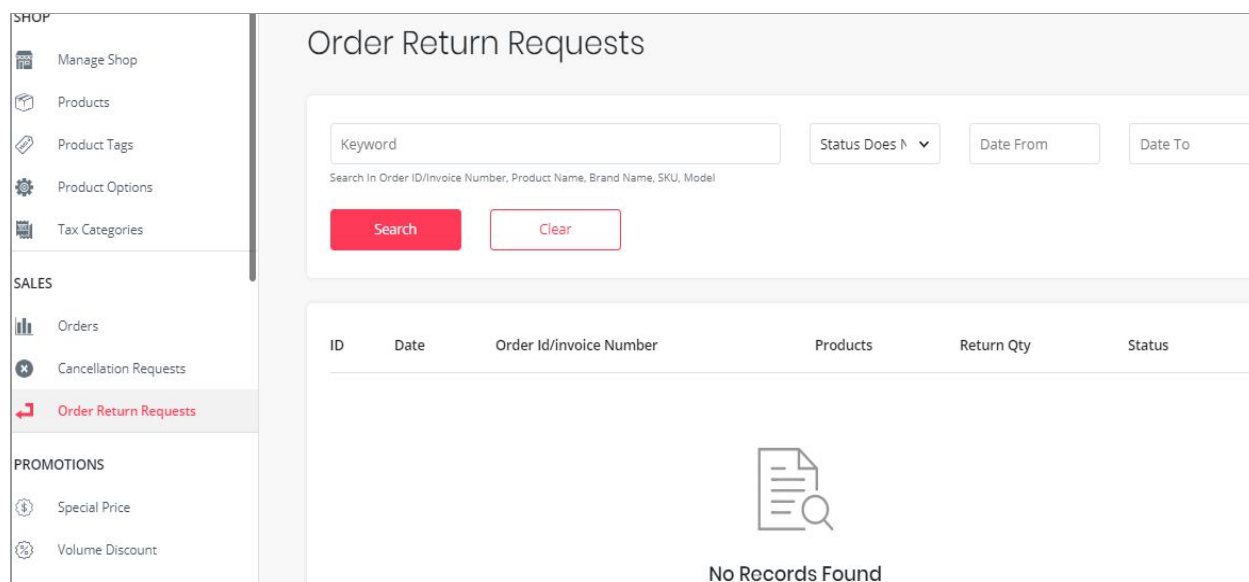 SHOP
Manage Shop
Products
Product Tags
Product Options
Tax Categories
SALES
Orders
Cancellation Requests
Order Return Requests
PROMOTIONS
Special Price
Volume Discount
Order Return Requests
Keyword
Status Does N
Date From
Date To
Search In Order ID/Invoice Number, Product Name, Brand Name, SKU, Model
Search
Clear
ID Date Order Id/invoice Number Products Return Qty Status
No Records Found